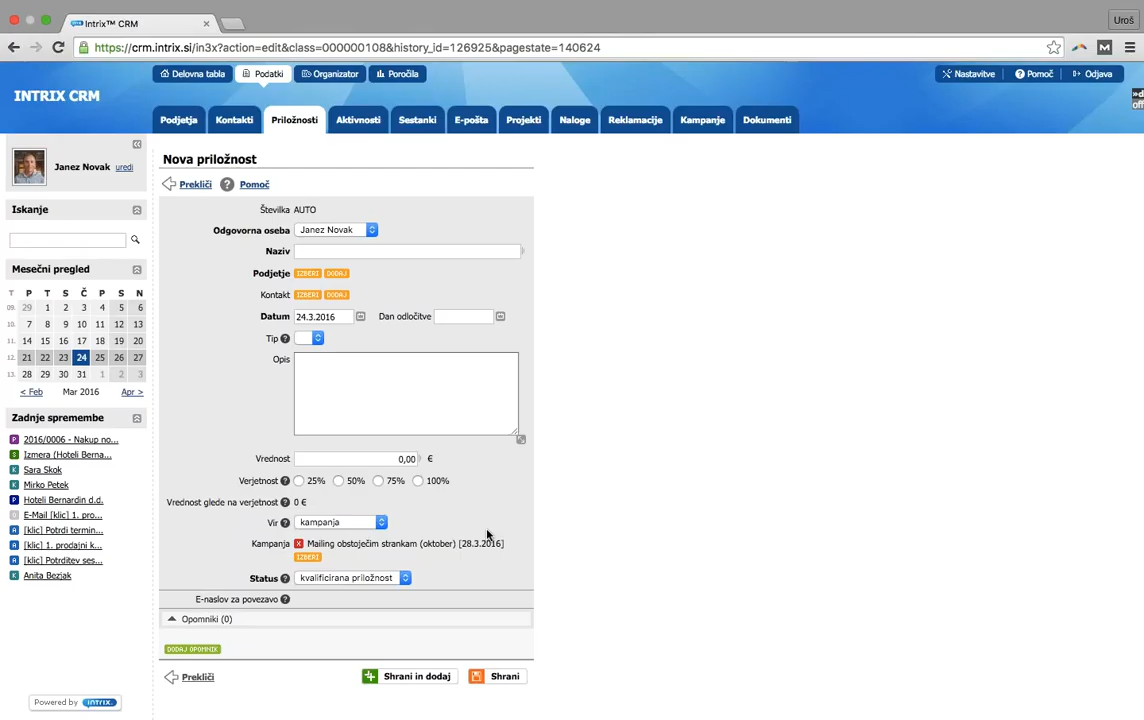 Intrix™ CRM
Uroš
https://crm.intrix.si/in3x?action=edit&class=000000108&history_id=126925&pagestate=140624
Delovna tabla
Podatki
Organizator
Poročila
Nastavitve
Pomoč
Odjava
INTRIX CRM
»d
off
Podjetja
Kontakti
Priložnosti
Aktivnosti
Sestanki
E-pošta
Projekti
Naloge
Reklamacije
Kampanje
Dokumenti
Janez Novak uredi
Iskanje
Mesečni pregled
T P T S Č P S N
09. 29 1 2 3 4 5 6
10. 7 8 9 10 11 12 13
11. 14 15 16 17 18 19 20
12. 21 22 23 24 25 26 27
13. 28 29 30 31 1 2 3
< Feb Mar 2016 Apr >
Zadnje spremembe
P 2016/0006 - Nakup no...
S Izmera (Hoteli Berna...
K Sara Skok
K Mirko Petek
P Hoteli Bernardin d.d.
E-Mail [klic] 1. pro...
A [klic] Potrdi termin...
A [klic] 1. prodajni k...
A [klic] Potrditev ses...
K Anita Bezjak
Powered by INTRIX.
Nova priložnost
Prekliči ? Pomoč
Številka AUTO
Odgovorna oseba Janez Novak
Naziv
Podjetje IZBERI DODAJ
Kontakt IZBERI DODAJ
Datum 24.3.2016 Dan odločitve
Tip ?
Opis
Vrednost 0,00 €
Verjetnost ? 25% 50% 75% 100%
Vrednost glede na verjetnost ? 0 €
Vir ? kampanja
Kampanja x Mailing obstoječim strankam (oktober) [28.3.2016]
IZBERI
Status ? kvalificirana priložnost
E-naslov za povezavo ?
Opomniki (0)
DODAJ OPOMNIK
Prekliči
Shrani in dodaj
Shrani